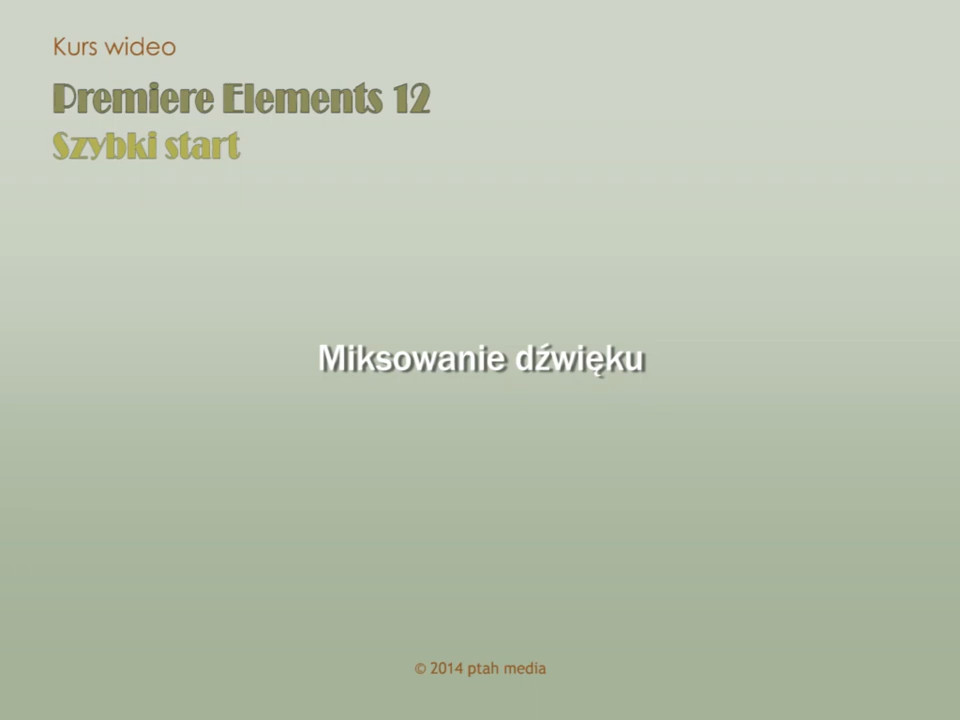 Kurs wideo
Premiere Elements 12
Szybki start
Miksowanie dźwięku
© 2014 ptah media